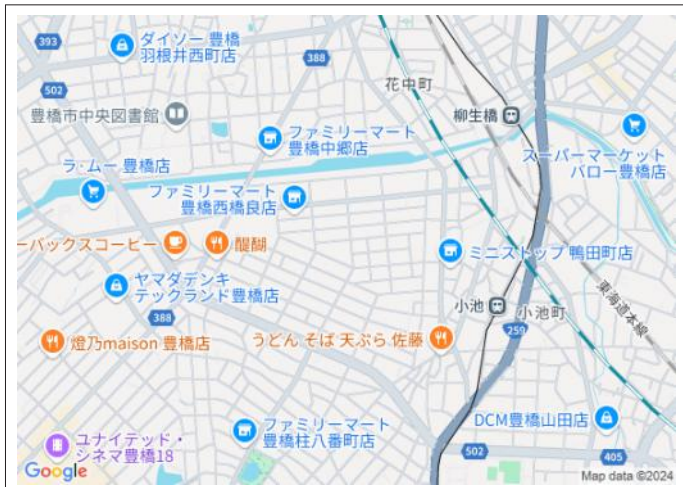 393
ダイソー 豊橋
羽根井西町店
388
502
花中町
豊橋市中央図書館
柳生橋
ファミリーマート
豊橋中郷店
スーパーマーケット
バロー豊橋店
ラ・ムー 豊橋店
ファミリーマート
豊橋西橋良店
ーバックスコーヒー
醍醐
ミニストップ 鴨田町店
ヤマダデンキ
テックランド豊橋店
東海道本線
小池
小池町
388
259
燈乃maison 豊橋店
うどん そば 天ぷら 佐藤
ファミリーマート
豊橋柱八番町店
DCM豊橋山田店
ユナイテッド・
シネマ豊橋18
502
405
Google
Map data ©2024